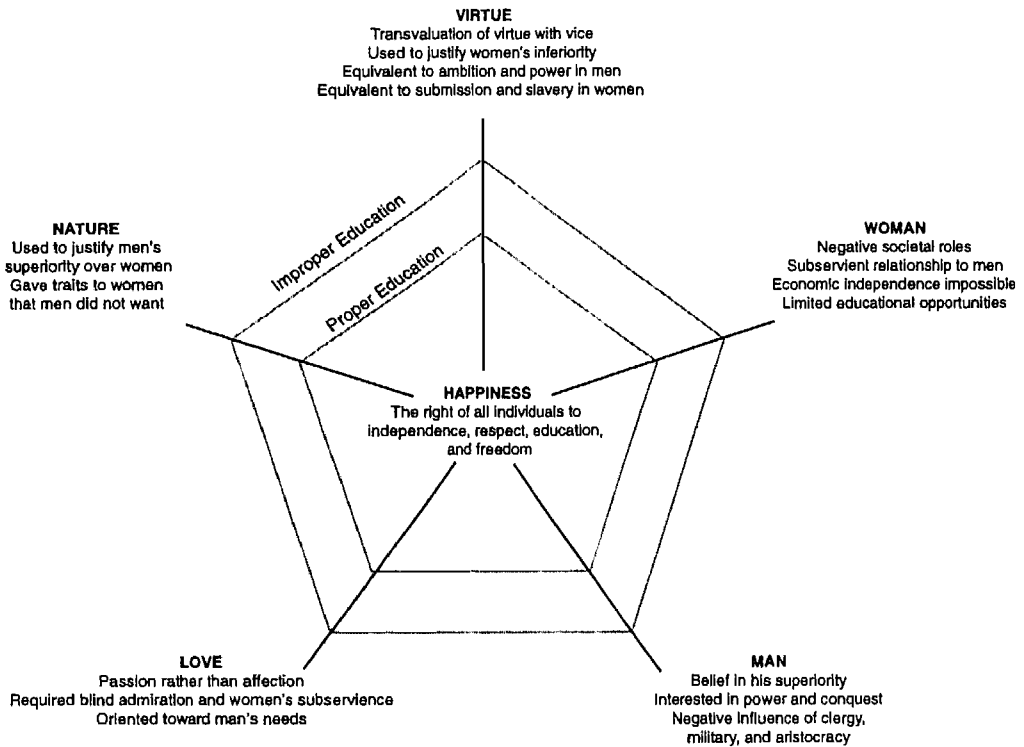 VIRTUE
Transvaluation of virtue with vice
Used to justify women's inferiority
Equivalent to ambition and power in men
Equivalent to submission and slavery in women
Improper Education
Proper Education
NATURE
Used to justify men's
superiority over women
Gave traits to women
that men did not want
WOMAN
Negative societal roles
Subservient relationship to men
Economic independence impossible
Limited educational opportunities
HAPPINESS
The right of all individuals to
independence, respect, education,
and freedom
LOVE
Passion rather than affection
Required blind admiration and women's subservience
Oriented toward man's needs
MAN
Belief in his superiority
Interested in power and conquest
Negative influence of clergy,
military, and aristocracy